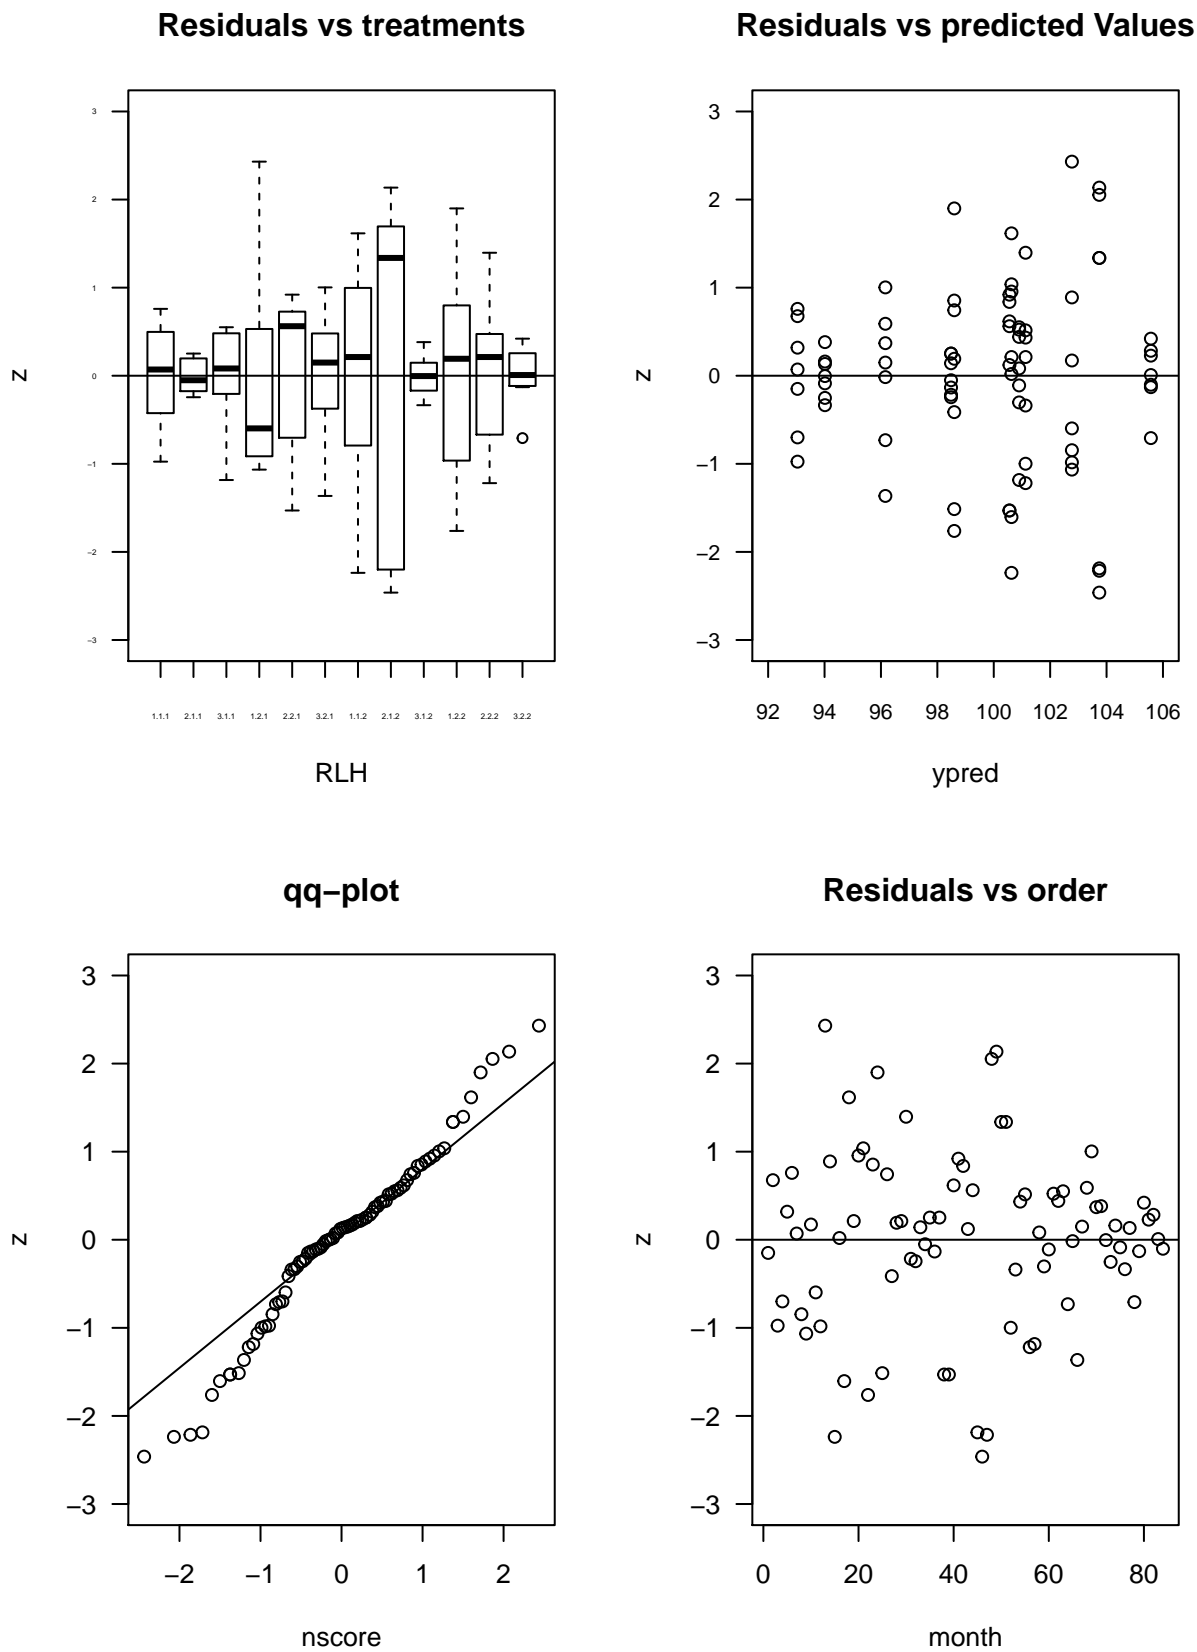 Residuals vs treatments
3
2
1
0
−1
−2
−3
z
1.1.1 2.1.1 3.1.1 1.2.1 2.2.1 3.2.1 1.1.2 2.1.2 3.1.2 1.2.2 2.2.2 3.2.2
RLH
Residuals vs predicted Values
3
2
1
0
−1
−2
−3
z
92 94 96 98 100 102 104 106
ypred
qq−plot
3
2
1
0
−1
−2
−3
z
−2 −1 0 1 2
nscore
Residuals vs order
3
2
1
0
−1
−2
−3
z
0 20 40 60 80
month